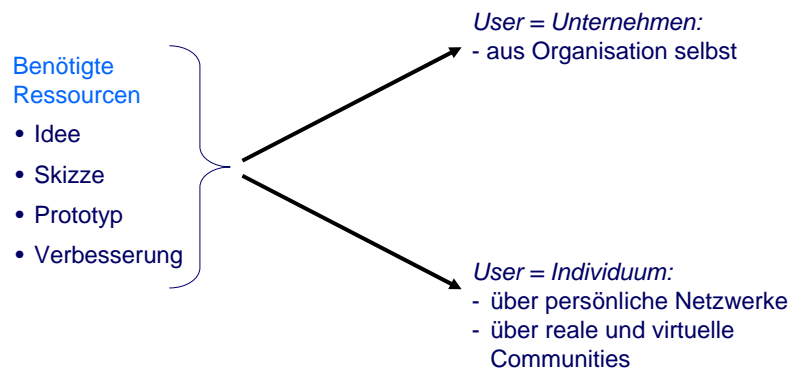 Benötigte
Ressourcen
• Idee
• Skizze
• Prototyp
• Verbesserung
User = Unternehmen:
- aus Organisation selbst
User = Individuum:
- über persönliche Netzwerke
- über reale und virtuelle
Communities